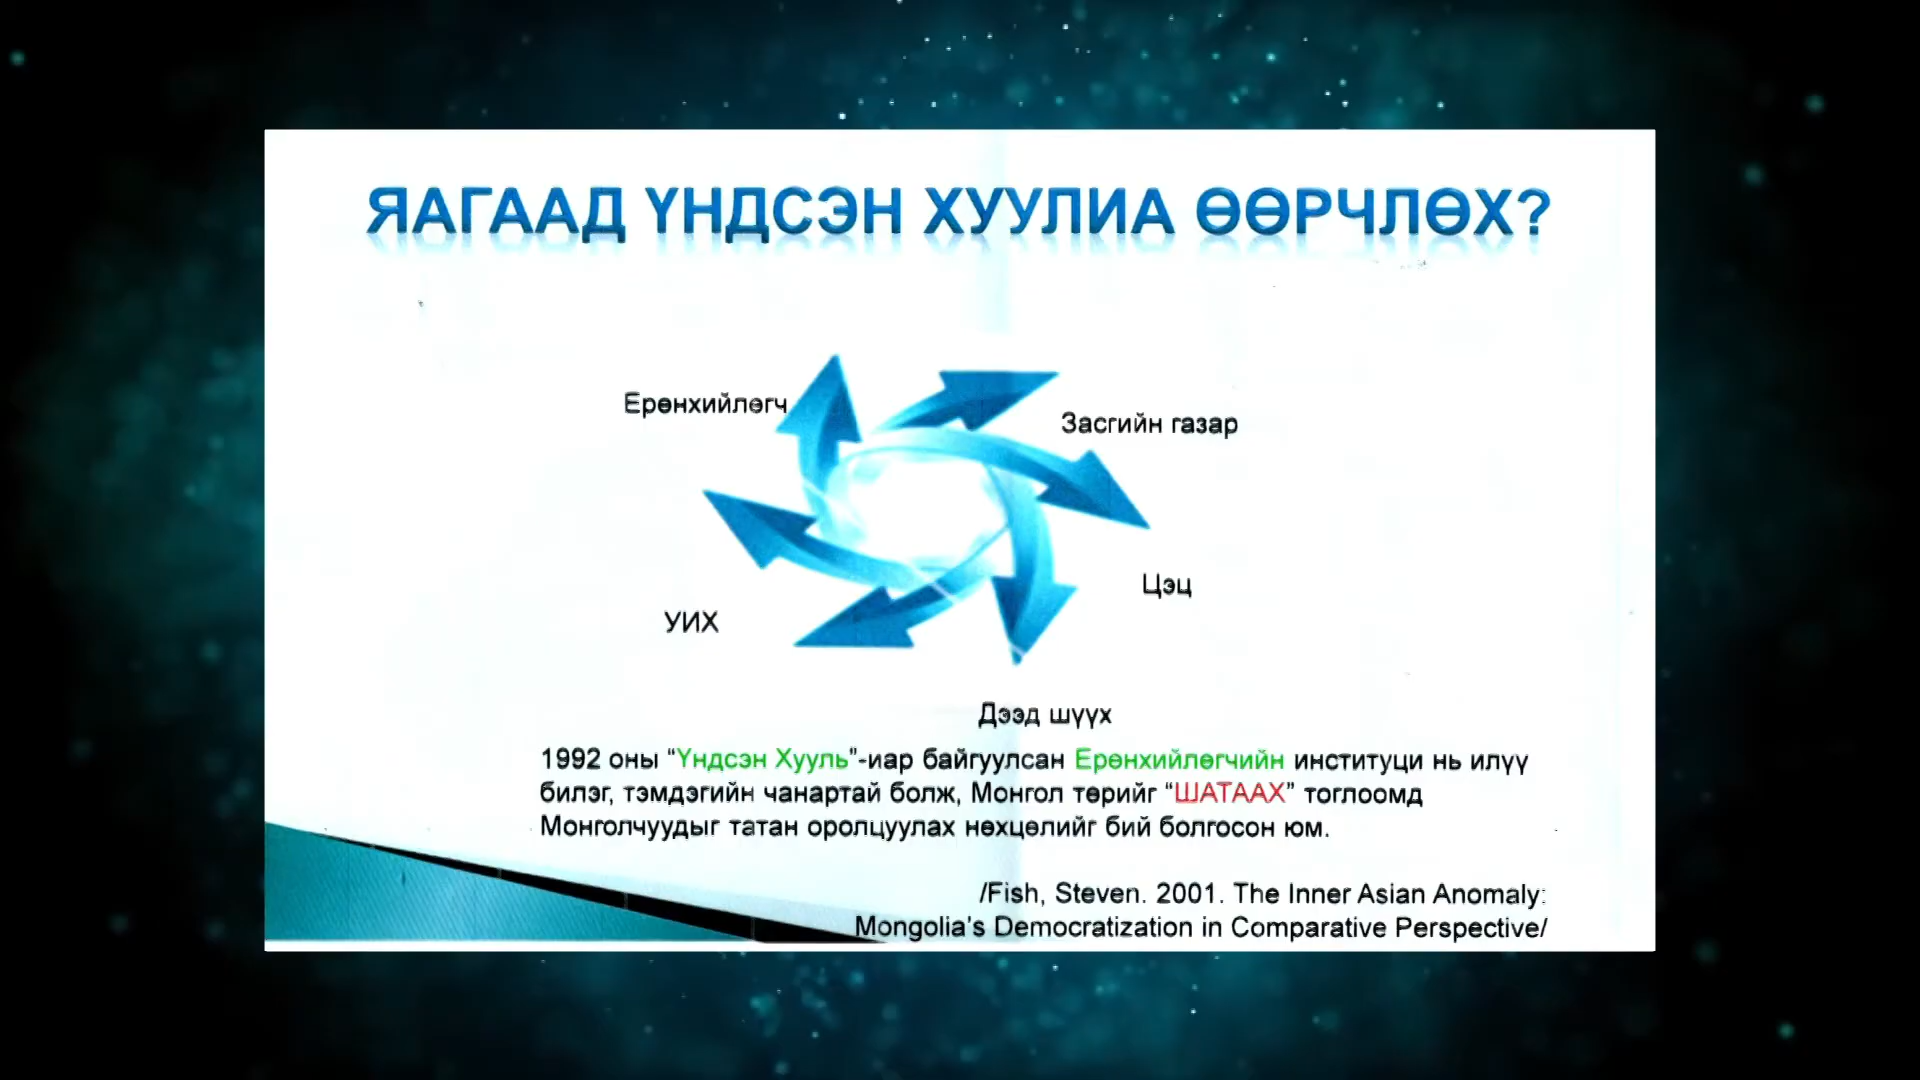 ЯАГААД ҮНДСЭН ХУУЛИА ӨӨРЧЛӨХ?
Ерөнхийлөгч
Засгийн газар
Цэц
УИХ
Дээд шүүх
1992 оны “Үндсэн Хууль”-иар байгуулсан Ерөнхийлөгчийн институци нь илүү
билэг, тэмдэгийн чанартай болж, Монгол төрийг “ШАТААХ” тоглоомд
Монголчуудыг татан оролцуулах нөхцөлийг бий болгосон юм.
/Fish, Steven. 2001. The Inner Asian Anomaly:
Mongolia's Democratization in Comparative Perspective/